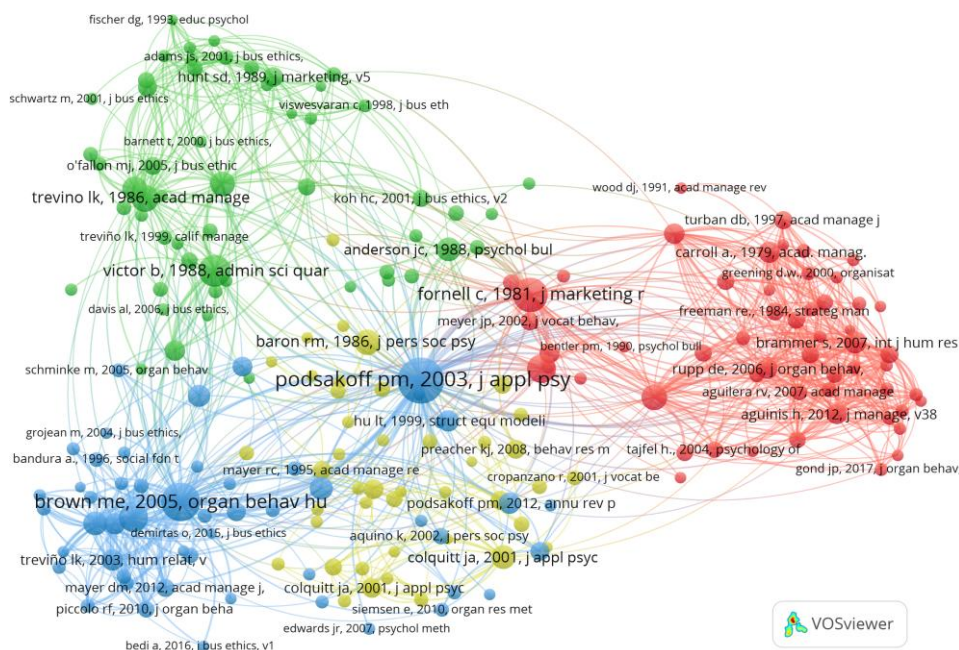 fischer dg, 1993, educ psychol
adams js, 2001, j bus ethics,
hunt sd, 1989, j marketing, v5
schwartz m, 2001, j bus ethics
viswesvaran c, 1998, j bus eth
barnett t, 2000, j bus ethics,
o'fallon mj, 2005, j bus ethic
trevino lk, 1986, acad manage
koh hc, 2001, j bus ethics, v2
wood dj, 1991, acad manage rev
turban db, 1997, acad manage j
treviño lk, 1999, calif manage
anderson jc, 1988, psychol bul
carroll a., 1979, acad. manag.
victor b, 1988, admin sci quar
greening d.w., 2000, organisat
fornell c, 1981, j marketing r
davis al, 2006, j bus ethics,
freeman re., 1984, strateg man
meyer jp, 2002, j vocat behav,
baron rm, 1986, j pers soc psy
bentler pm, 1990, psychol bull
brammer s, 2007, int j hum res
schminke m, 2005, organ behav
podsakoff pm, 2003, j appl psy
rupp de, 2006, j organ behav,
aguilera rv, 2007, acad manage
hu lt, 1999, struct equ modeli
aguinis h, 2012, j manage, v38
grojean m, 2004, j bus ethics,
preacher kj, 2008, behav res m
tajfel h., 2004, psychology of
bandura a., 1996, social fdn t
mayer rc, 1995, acad manage re
cropanzano r, 2001, j vocat be
gond jp, 2017, j organ behav,
brown me, 2005, organ behav hu
podsakoff pm, 2012, annu rev p
demirtas o, 2015, j bus ethics
aquino k, 2002, j pers soc psy
treviño lk, 2003, hum relat, v
colquitt ja, 2001, j appl psyc
mayer dm, 2012, acad manage j,
colquitt ja, 2001, j appl psyc
piccolo rf, 2010, j organ beha
siemsen e, 2010, organ res met
edwards jr, 2007, psychol meth
bedi a, 2016, j bus ethics, v1
VOSviewer